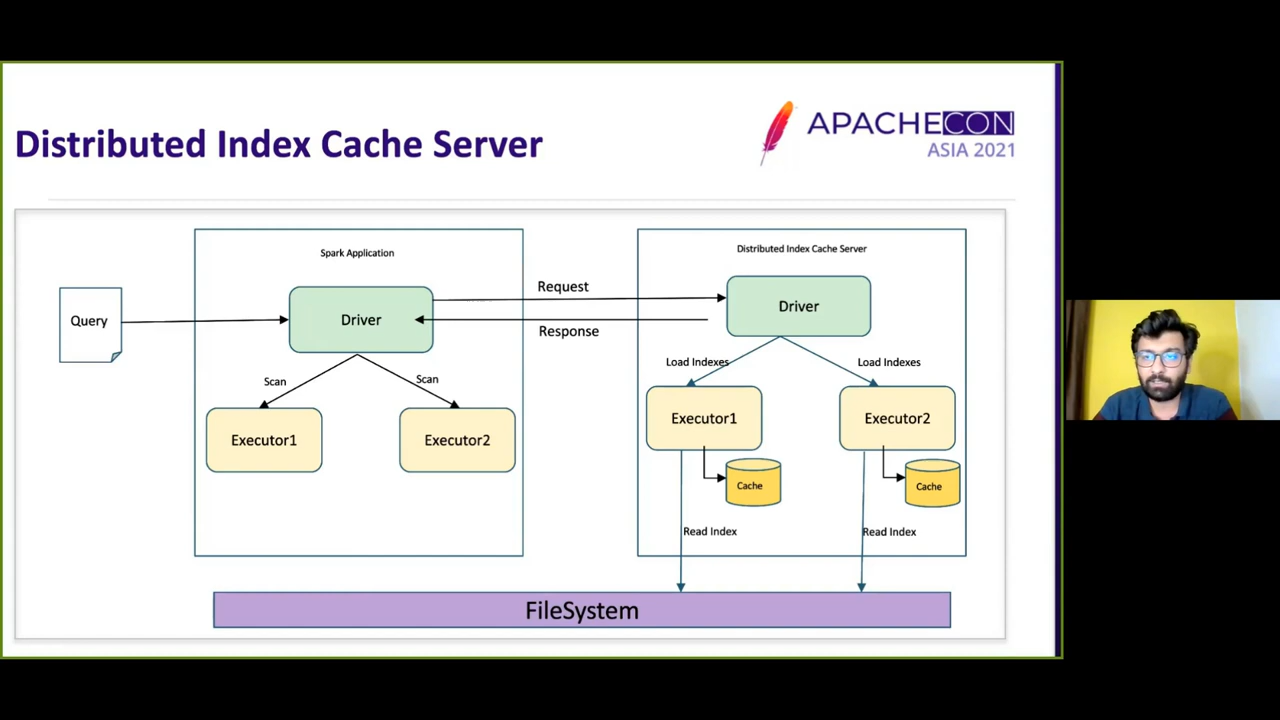 Distributed Index Cache Server
APACHECON
ASIA 2021
Spark Application
Distributed Index Cache Server
Query
Driver
Request
Response
Driver
Scan
Scan
Load Indexes
Load Indexes
Executor1
Executor2
Executor1
Executor2
Cache
Cache
Read Index
Read Index
FileSystem